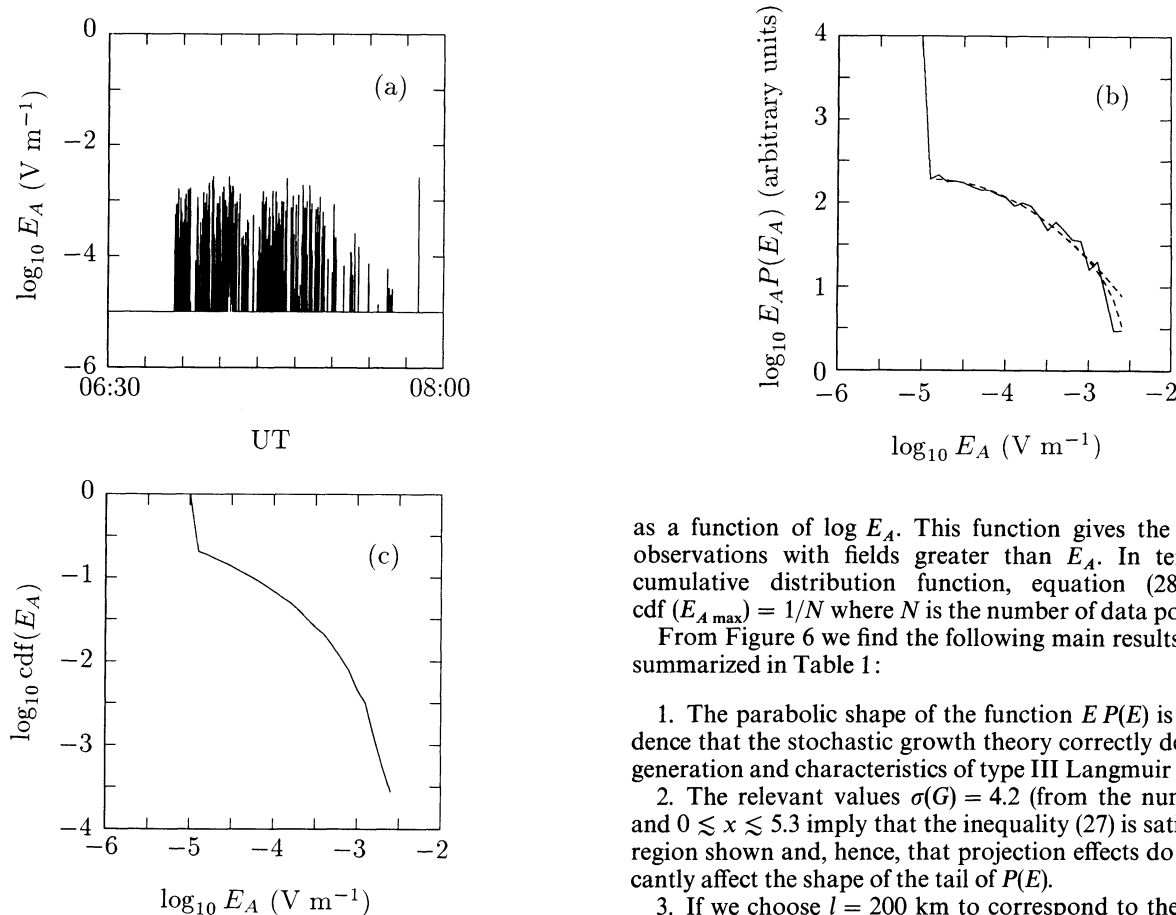 0
−2
−4
−6
log10 E_A (V m−1)
(a)
06:30
08:00
UT
4
3
2
1
0
log10 E_A P(E_A) (arbitrary units)
(b)
−6
−5
−4
−3
−2
log10 E_A (V m−1)
0
−1
−2
−3
−4
log10 cdf(E_A)
(c)
−6
−5
−4
−3
−2
log10 E_A (V m−1)
as a function of log E_A. This function gives the
observations with fields greater than E_A. In te
cumulative distribution function, equation (28
cdf (E_A max) = 1/N where N is the number of data po
From Figure 6 we find the following main results
summarized in Table 1:
1. The parabolic shape of the function E P(E) is
dence that the stochastic growth theory correctly de
generation and characteristics of type III Langmuir
2. The relevant values σ(G) = 4.2 (from the num
and 0 ≲ x ≲ 5.3 imply that the inequality (27) is sati
region shown and, hence, that projection effects do
cantly affect the shape of the tail of P(E).
3. If we choose l = 200 km to correspond to the